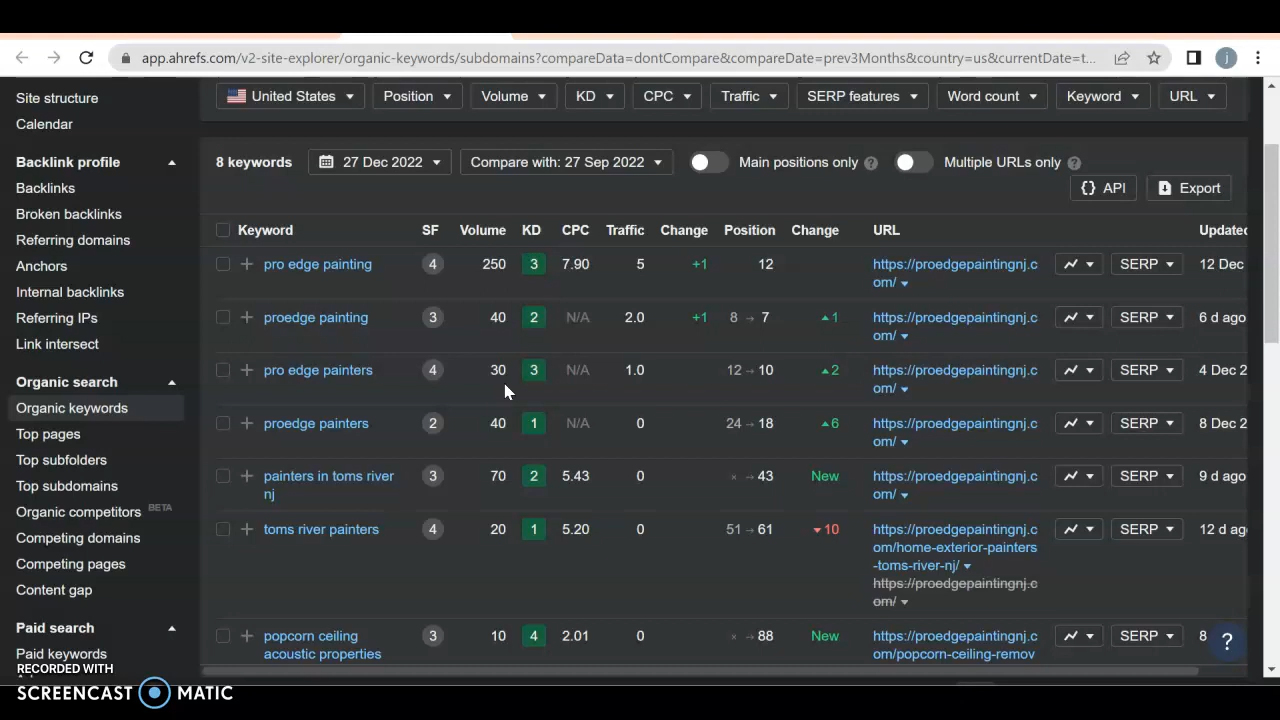 app.ahrefs.com/v2-site-explorer/organic-keywords/subdomains?compareData=dontCompare&compareDate=prev3Months&country=us&currentDate=t...
j
Site structure
Calendar
Backlink profile
Backlinks
Broken backlinks
Referring domains
Anchors
Internal backlinks
Referring IPs
Link intersect
Organic search
Organic keywords
Top pages
Top subfolders
Top subdomains
Organic competitors BETA
Competing domains
Competing pages
Content gap
Paid search
Paid keywords
United States Position Volume KD CPC Traffic SERP features Word count Keyword URL
8 keywords 27 Dec 2022 Compare with: 27 Sep 2022 Main positions only ? Multiple URLs only ?
{} API Export
Keyword SF Volume KD CPC Traffic Change Position Change URL Updated
pro edge painting 4 250 3 7.90 5 +1 12 https://proedgepaintingnj.c SERP 12 Dec
om/
proedge painting 3 40 2 N/A 2.0 +1 8 → 7 1 https://proedgepaintingnj.c SERP 6 d ago
om/
pro edge painters 4 30 3 N/A 1.0 12 → 10 2 https://proedgepaintingnj.c SERP 4 Dec 2
om/
proedge painters 2 40 1 N/A 0 24 → 18 6 https://proedgepaintingnj.c SERP 8 Dec 2
om/
painters in toms river 3 70 2 5.43 0 × → 43 New https://proedgepaintingnj.c SERP 9 d ago
nj om/
toms river painters 4 20 1 5.20 0 51 → 61 10 https://proedgepaintingnj.c SERP 12 d ag
om/home-exterior-painters
-toms-river-nj/
https://proedgepaintingnj.c
om/
popcorn ceiling 3 10 4 2.01 0 × → 88 New https://proedgepaintingnj.c SERP 8
acoustic properties om/popcorn-ceiling-remov
?
RECORDED WITH
SCREENCAST MATIC